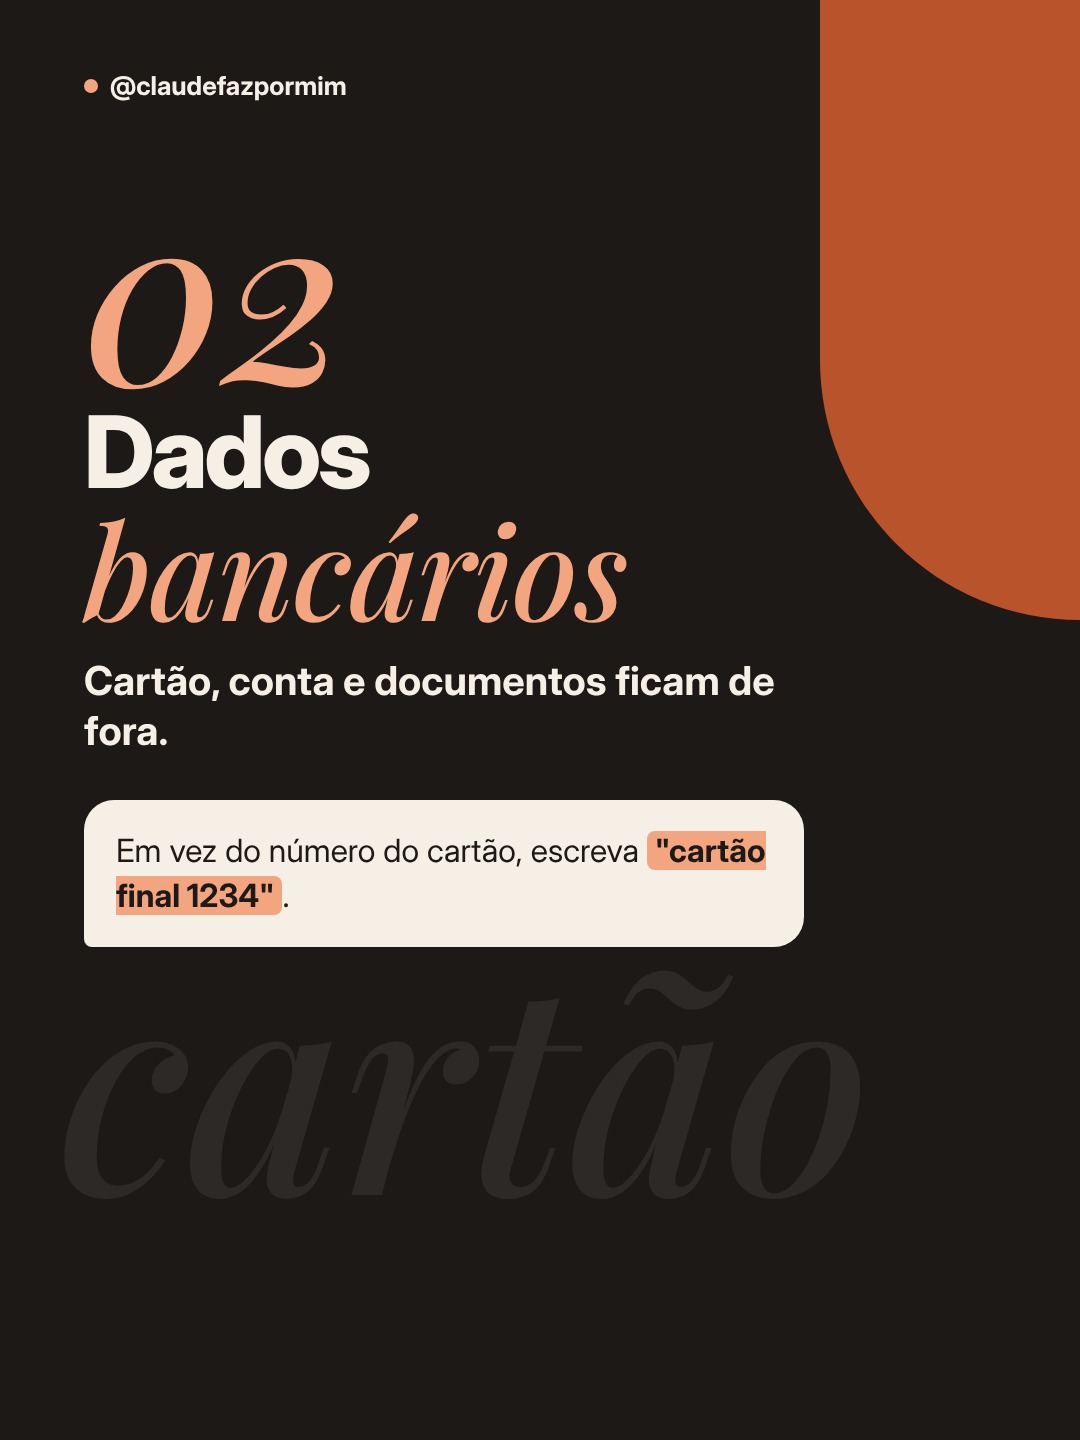 @claudefazpormim
02
Dados
bancários
Cartão, conta e documentos ficam de
fora.
Em vez do número do cartão, escreva "cartão
final 1234" .
cartão